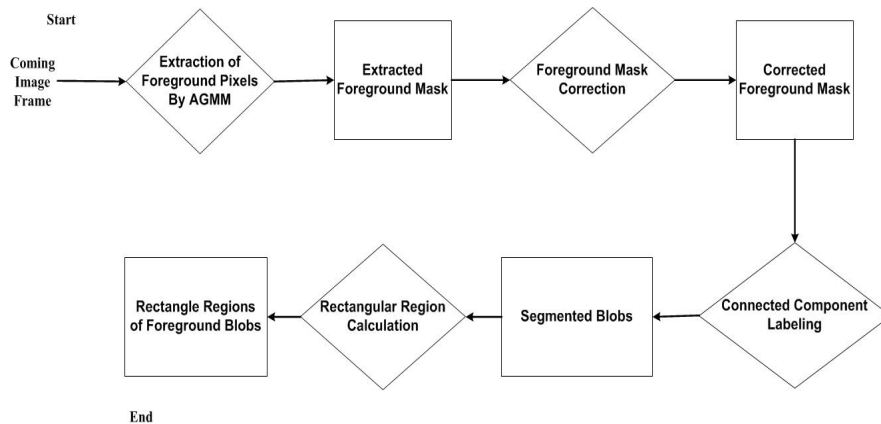 Start
Coming
Image
Frame
Extraction of
Foreground Pixels
By AGMM
Extracted
Foreground Mask
Foreground Mask
Correction
Corrected
Foreground Mask
Connected Component
Labeling
Segmented Blobs
Rectangular Region
Calculation
Rectangle Regions
of Foreground Blobs
End